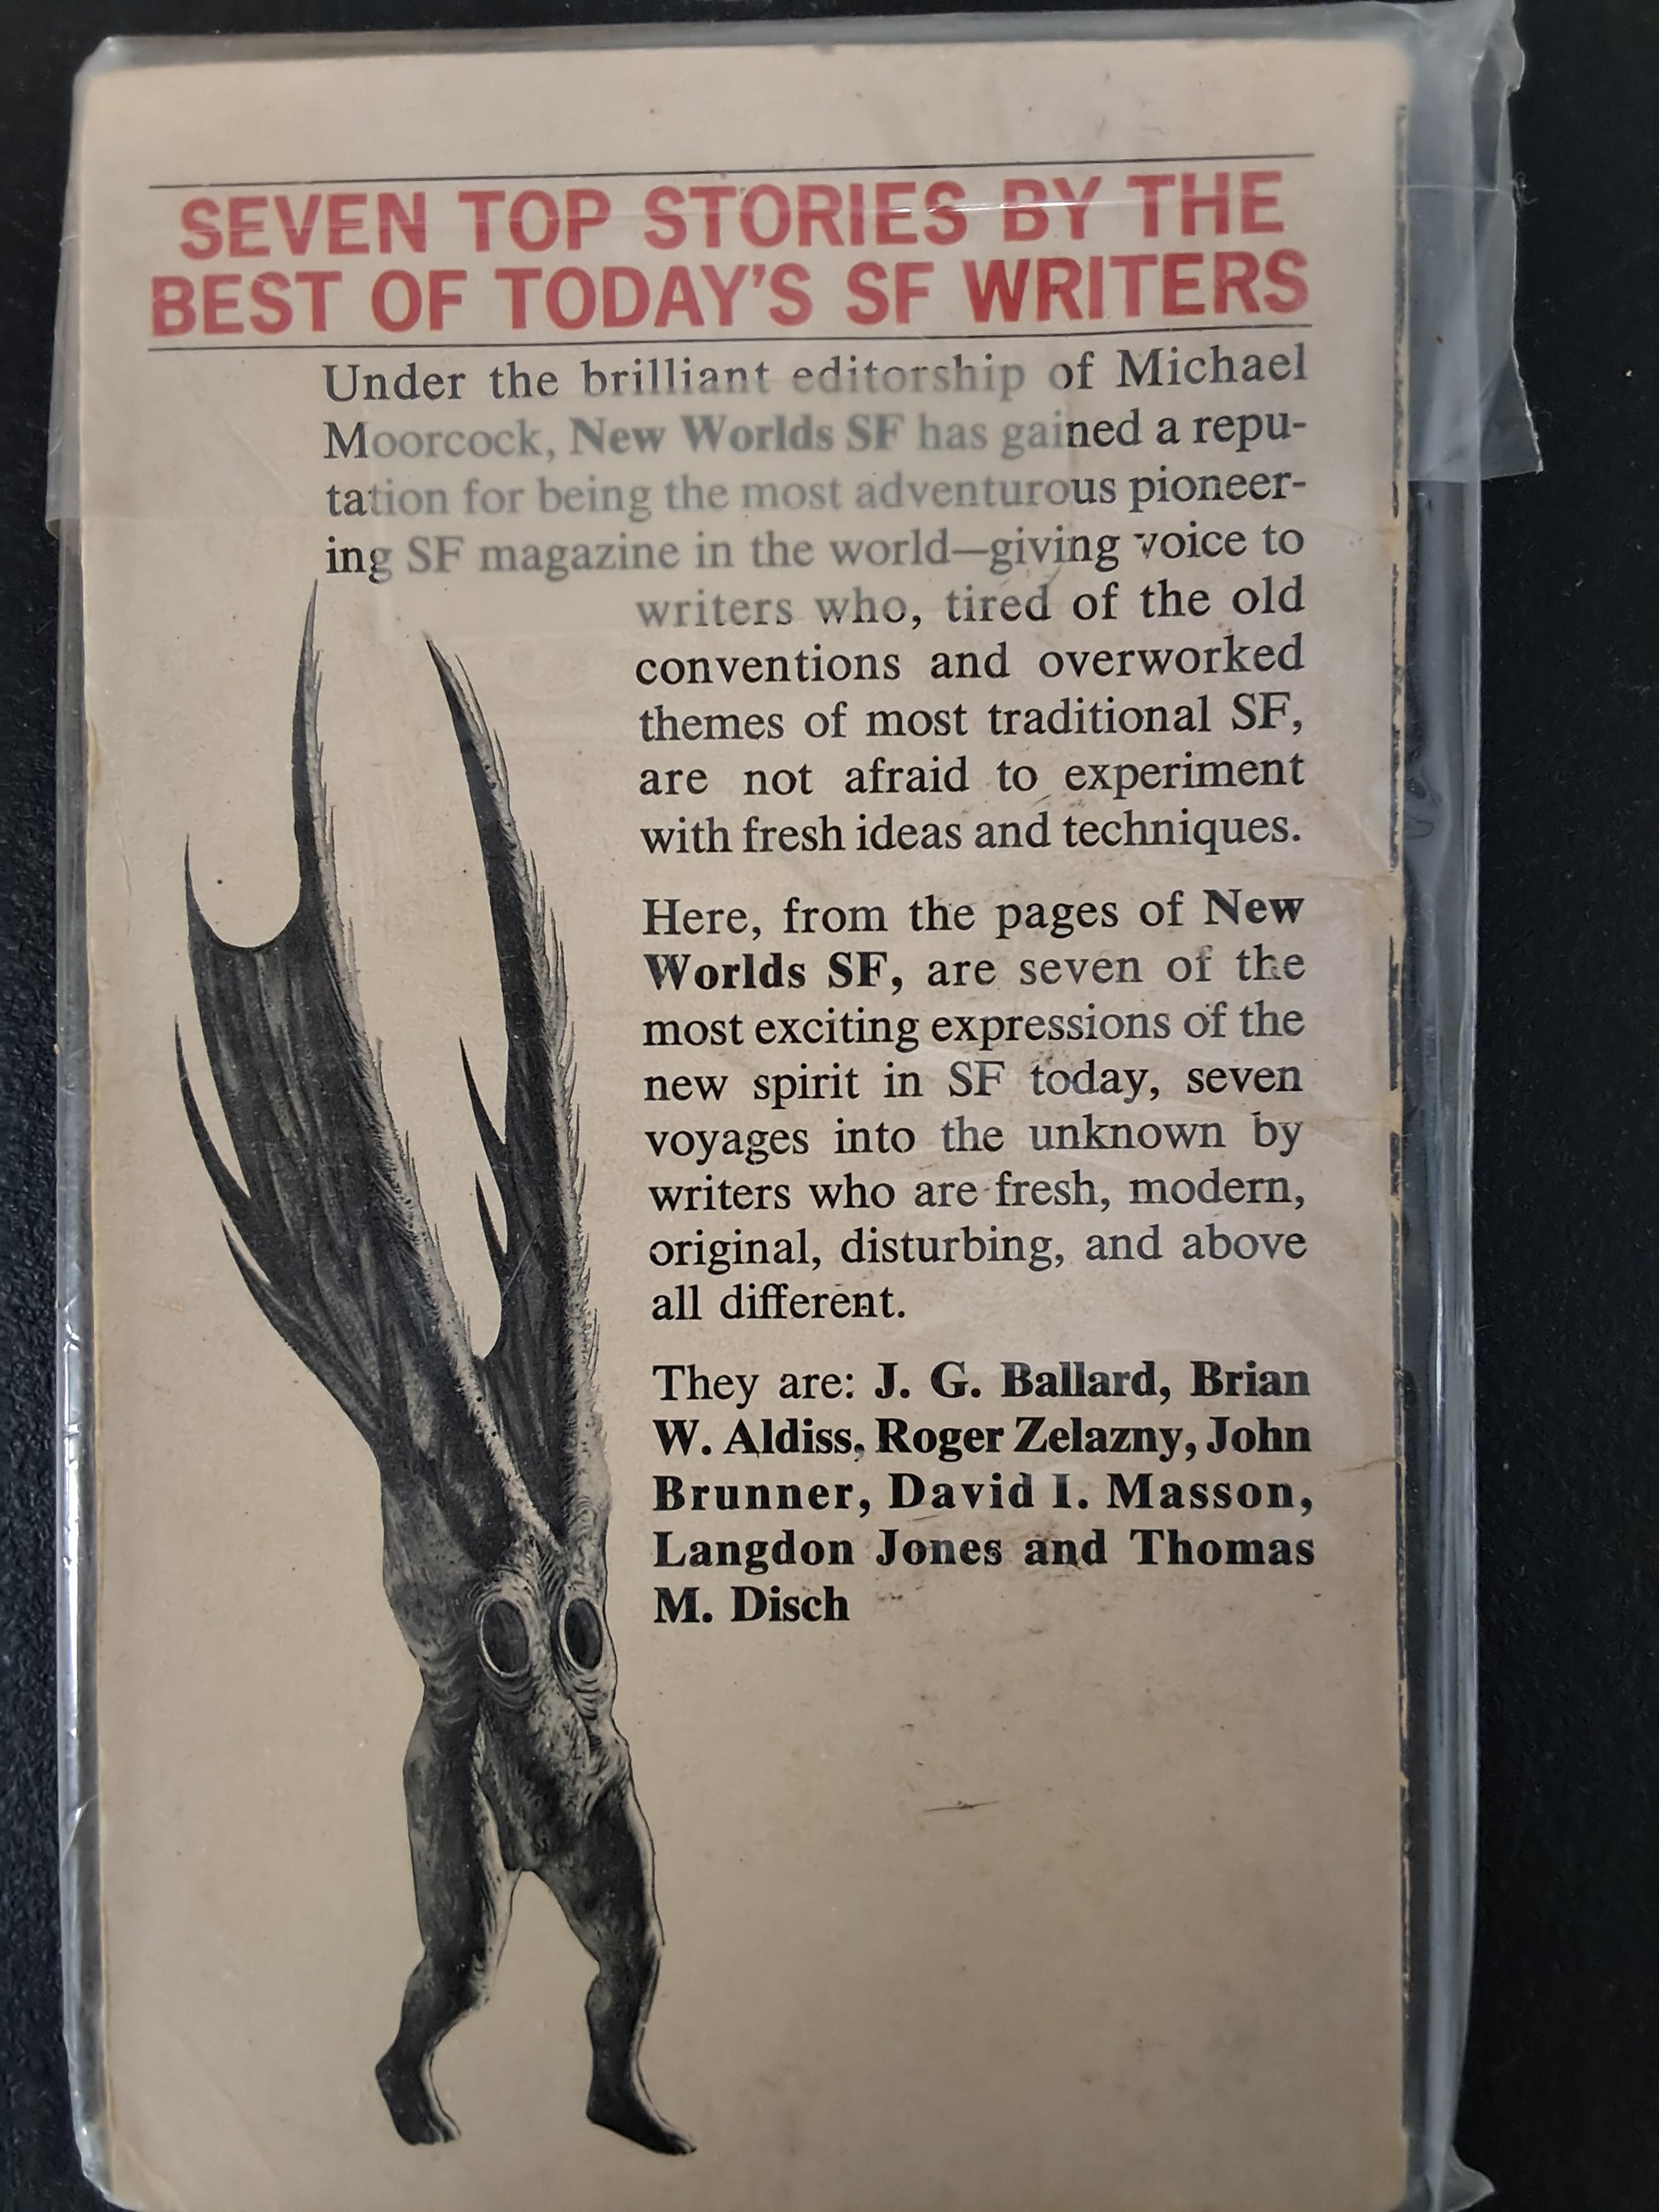 SEVEN TOP STORIES BY THE
BEST OF TODAY'S SF WRITERS
Under the brilliant editorship of Michael
Moorcock, New Worlds SF has gained a repu-
tation for being the most adventurous pioneer-
ing SF magazine in the world—giving voice to
writers who, tired of the old
conventions and overworked
themes of most traditional SF,
are not afraid to experiment
with fresh ideas and techniques.
Here, from the pages of New
Worlds SF, are seven of the
most exciting expressions of the
new spirit in SF today, seven
voyages into the unknown by
writers who are fresh, modern,
original, disturbing, and above
all different.
They are: J. G. Ballard, Brian
W. Aldiss, Roger Zelazny, John
Brunner, David I. Masson,
Langdon Jones and Thomas
M. Disch